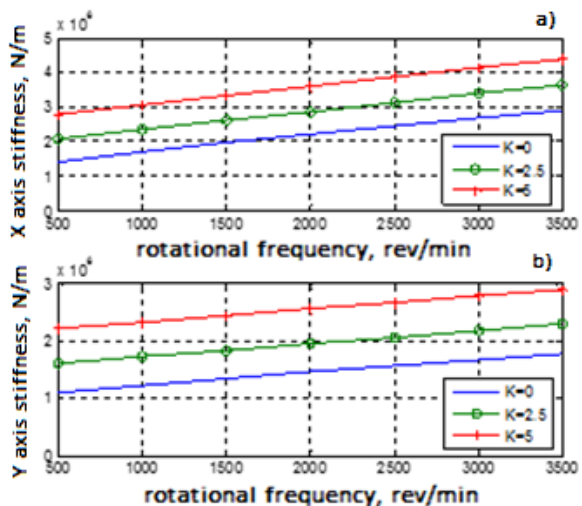 x 10⁶
a)
X axis stiffness, N/m
5
4
3
2
1
0
K=0
K=2.5
K=5
500 1000 1500 2000 2500 3000 3500
rotational frequency, rev/min
x 10⁶
b)
Y axis stiffness, N/m
3
2
1
0
K=0
K=2.5
K=5
500 1000 1500 2000 2500 3000 3500
rotational frequency, rev/min